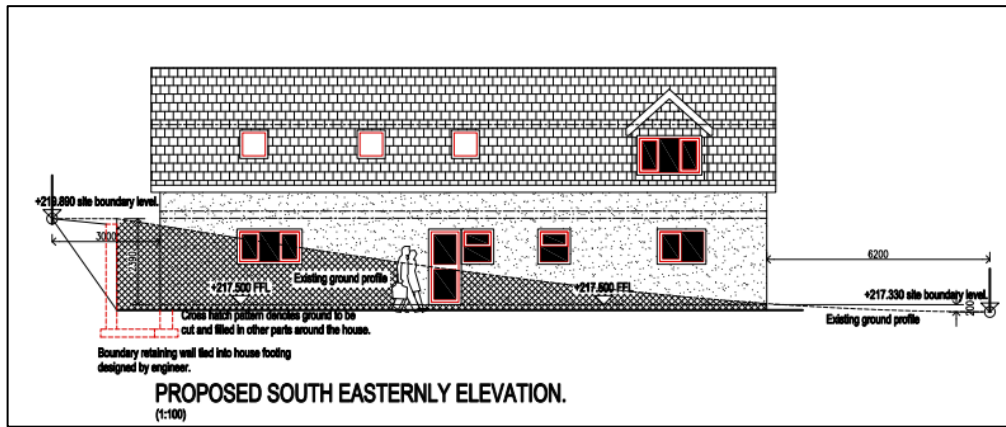 +219.890 site boundary level.
3000
2390
Existing ground profile
+217.500 FFL
+217.500 FFL
6200
+217.330 site boundary level.
200
Existing ground profile
Cross hatch pattern denotes ground to be
cut and filled in other parts around the house.
Boundary retaining wall tied into house footing
designed by engineer.
PROPOSED SOUTH EASTERNLY ELEVATION.
(1:100)